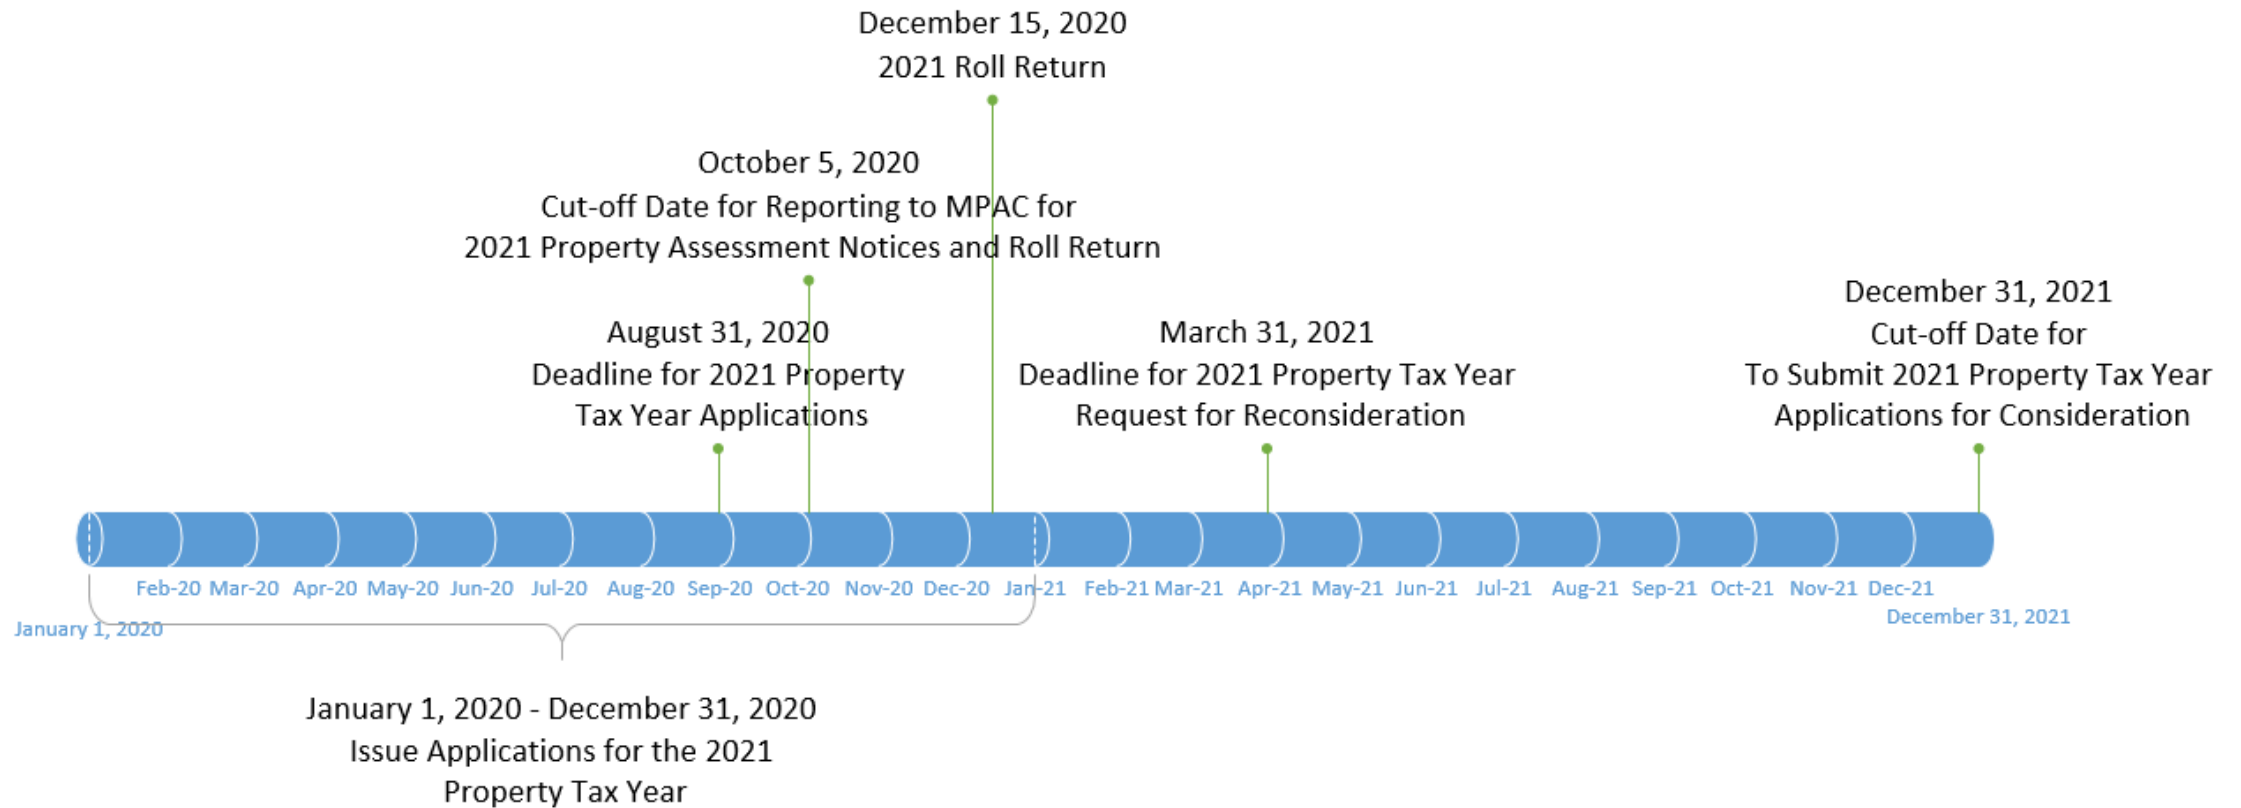 December 15, 2020
2021 Roll Return
October 5, 2020
Cut-off Date for Reporting to MPAC for
2021 Property Assessment Notices and Roll Return
August 31, 2020
Deadline for 2021 Property
Tax Year Applications
March 31, 2021
Deadline for 2021 Property Tax Year
Request for Reconsideration
December 31, 2021
Cut-off Date for
To Submit 2021 Property Tax Year
Applications for Consideration
Feb-20 Mar-20 Apr-20 May-20 Jun-20 Jul-20 Aug-20 Sep-20 Oct-20 Nov-20 Dec-20 Jan-21 Feb-21 Mar-21 Apr-21 May-21 Jun-21 Jul-21 Aug-21 Sep-21 Oct-21 Nov-21 Dec-21
January 1, 2020
December 31, 2021
January 1, 2020 - December 31, 2020
Issue Applications for the 2021
Property Tax Year